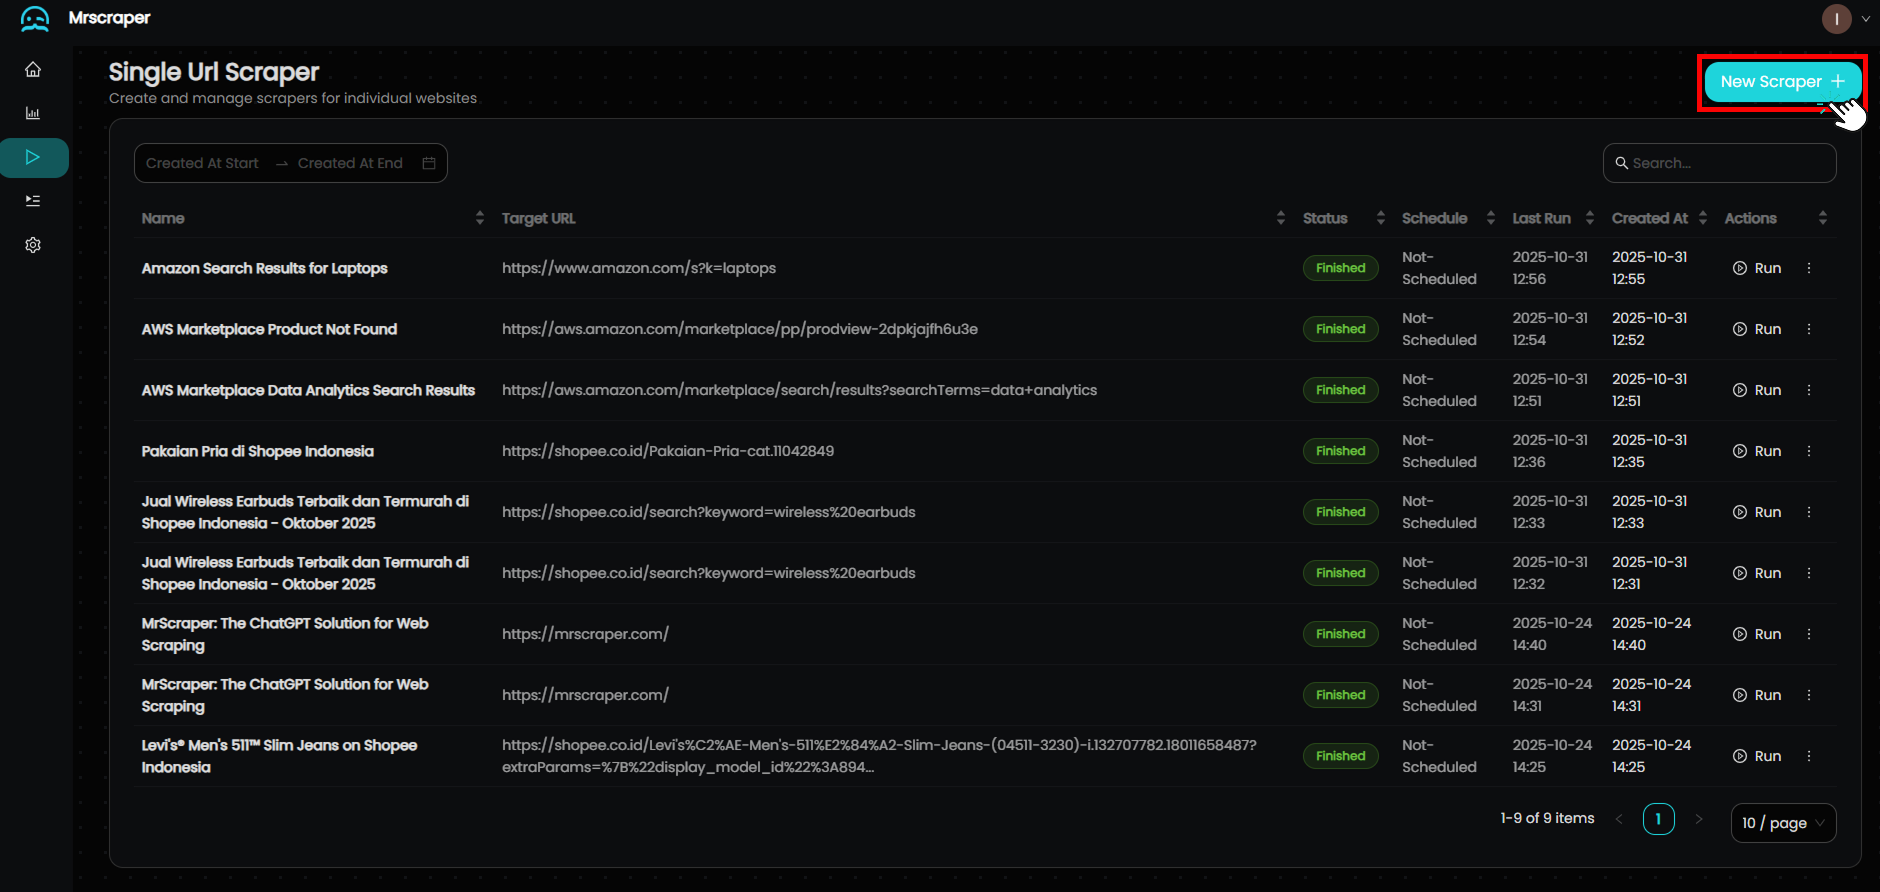 Mrscraper
I
Single Url Scraper
Create and manage scrapers for individual websites
New Scraper +
Created At Start → Created At End
Search...
Name Target URL Status Schedule Last Run Created At Actions
Amazon Search Results for Laptops https://www.amazon.com/s?k=laptops Finished Not-Scheduled 2025-10-31 12:56 2025-10-31 12:55 Run
AWS Marketplace Product Not Found https://aws.amazon.com/marketplace/pp/prodview-2dpkjajfh6u3e Finished Not-Scheduled 2025-10-31 12:54 2025-10-31 12:52 Run
AWS Marketplace Data Analytics Search Results https://aws.amazon.com/marketplace/search/results?searchTerms=data+analytics Finished Not-Scheduled 2025-10-31 12:51 2025-10-31 12:51 Run
Pakaian Pria di Shopee Indonesia https://shopee.co.id/Pakaian-Pria-cat.11042849 Finished Not-Scheduled 2025-10-31 12:36 2025-10-31 12:35 Run
Jual Wireless Earbuds Terbaik dan Termurah di Shopee Indonesia - Oktober 2025 https://shopee.co.id/search?keyword=wireless%20earbuds Finished Not-Scheduled 2025-10-31 12:33 2025-10-31 12:33 Run
Jual Wireless Earbuds Terbaik dan Termurah di Shopee Indonesia - Oktober 2025 https://shopee.co.id/search?keyword=wireless%20earbuds Finished Not-Scheduled 2025-10-31 12:32 2025-10-31 12:31 Run
MrScraper: The ChatGPT Solution for Web Scraping https://mrscraper.com/ Finished Not-Scheduled 2025-10-24 14:40 2025-10-24 14:40 Run
MrScraper: The ChatGPT Solution for Web Scraping https://mrscraper.com/ Finished Not-Scheduled 2025-10-24 14:31 2025-10-24 14:31 Run
Levi's® Men's 511™ Slim Jeans on Shopee Indonesia https://shopee.co.id/Levi's%C2%AE-Men's-511%E2%84%A2-Slim-Jeans-(04511-3230)-i.132707782.18011658487?extraParams=%7B%22display_model_id%22%3A894... Finished Not-Scheduled 2025-10-24 14:25 2025-10-24 14:25 Run
1-9 of 9 items < 1 > 10 / page